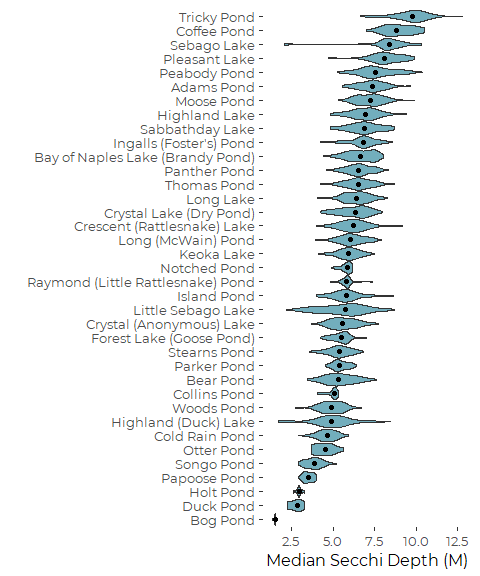 Tricky Pond
Coffee Pond
Sebago Lake
Pleasant Lake
Peabody Pond
Adams Pond
Moose Pond
Highland Lake
Sabbathday Lake
Ingalls (Foster's) Pond
Bay of Naples Lake (Brandy Pond)
Panther Pond
Thomas Pond
Long Lake
Crystal Lake (Dry Pond)
Crescent (Rattlesnake) Lake
Long (McWain) Pond
Keoka Lake
Notched Pond
Raymond (Little Rattlesnake) Pond
Island Pond
Little Sebago Lake
Crystal (Anonymous) Lake
Forest Lake (Goose Pond)
Stearns Pond
Parker Pond
Bear Pond
Collins Pond
Woods Pond
Highland (Duck) Lake
Cold Rain Pond
Otter Pond
Songo Pond
Papoose Pond
Holt Pond
Duck Pond
Bog Pond
2.5 5.0 7.5 10.0 12.5
Median Secchi Depth (M)